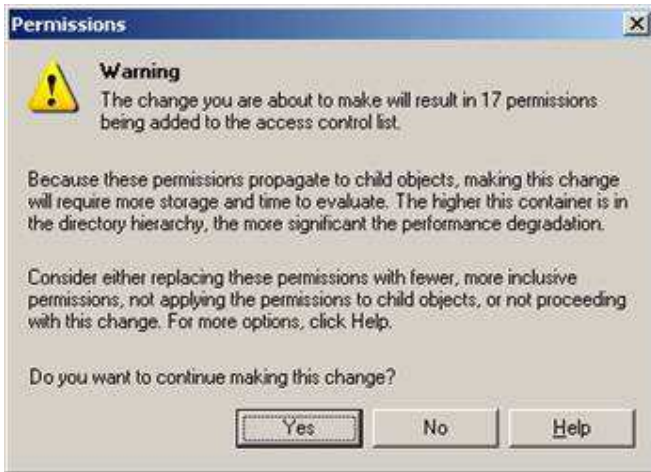 Permissions
Warning
The change you are about to make will result in 17 permissions
being added to the access control list.
Because these permissions propagate to child objects, making this change
will require more storage and time to evaluate. The higher this container is in
the directory hierarchy, the more significant the performance degradation.
Consider either replacing these permissions with fewer, more inclusive
permissions, not applying the permissions to child objects, or not proceeding
with this change. For more options, click Help.
Do you want to continue making this change?
Yes No Help